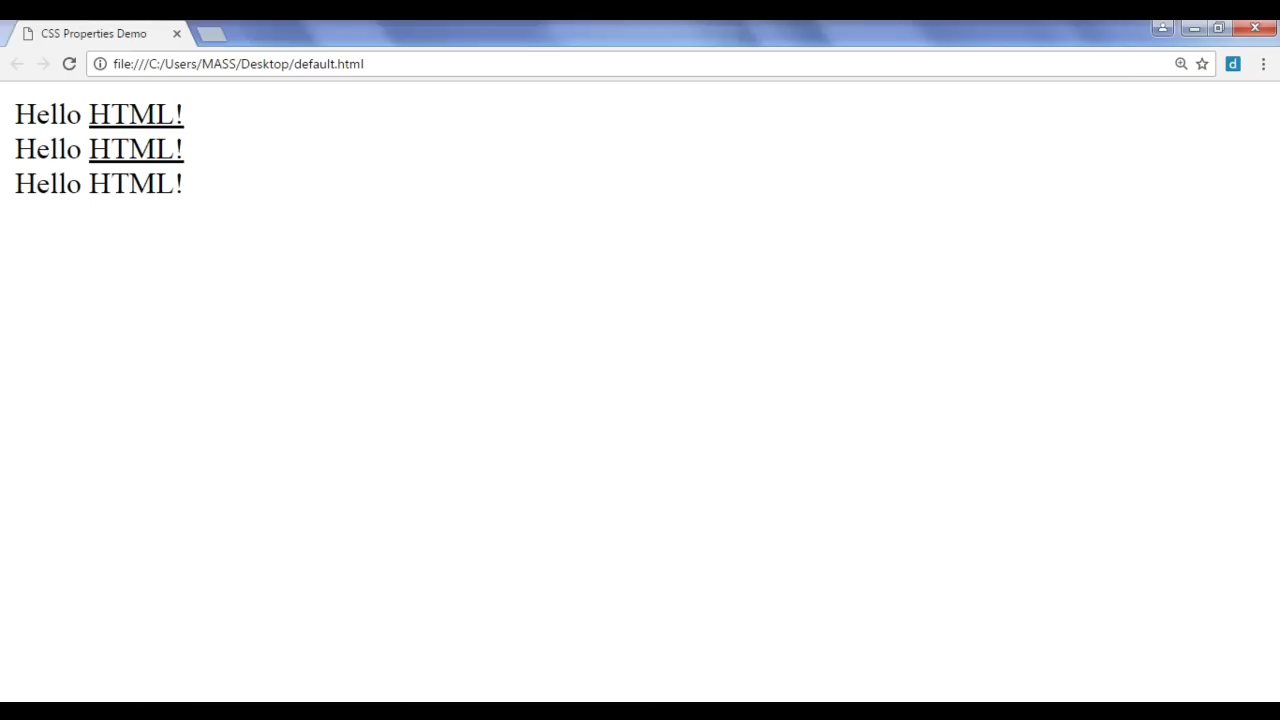 CSS Properties Demo
file:///C:/Users/MASS/Desktop/default.html
d
Hello HTML!
Hello HTML!
Hello HTML!